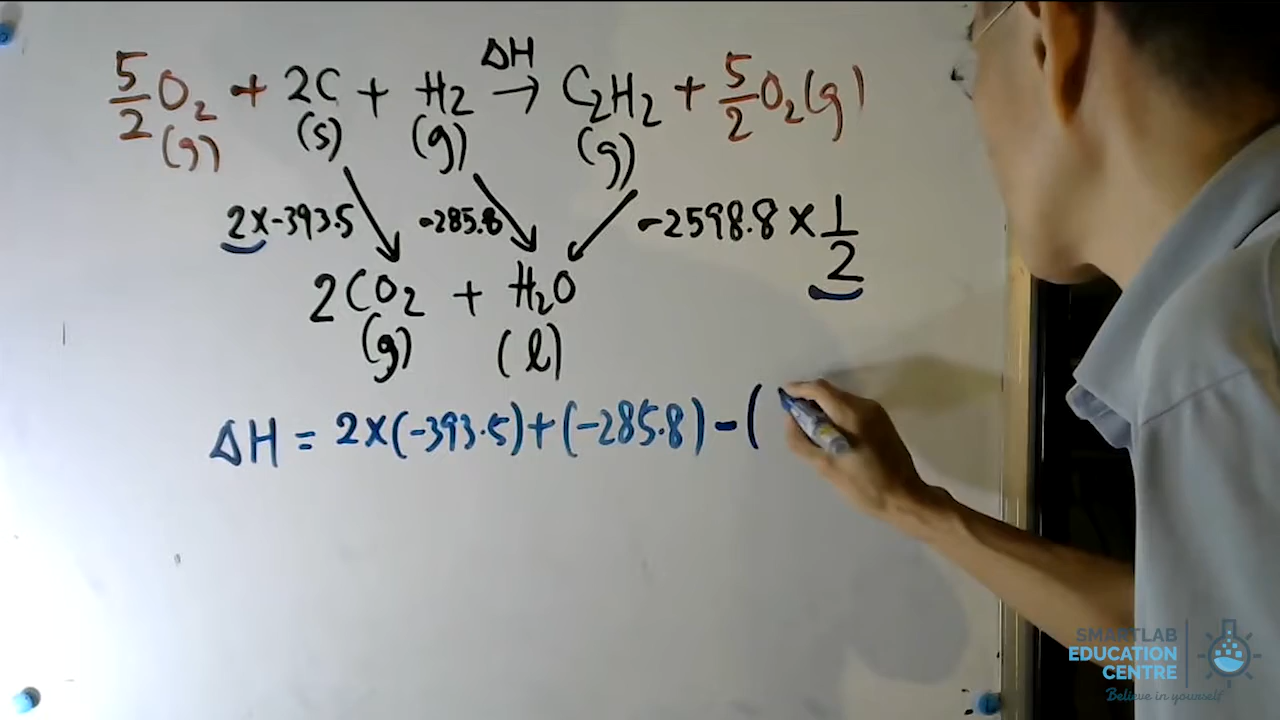 ΔH
5/2 O₂ + 2C + H₂ → C₂H₂ + 5/2 O₂(g)
(g) (s) (g) (g)
2x-393.5 -285.8 -2598.8 × 1/2
2CO₂ + H₂O
(g) (l)
ΔH = 2×(-393.5)+(-285.8)-(
SMARTLAB
EDUCATION
CENTRE
Believe in yourself